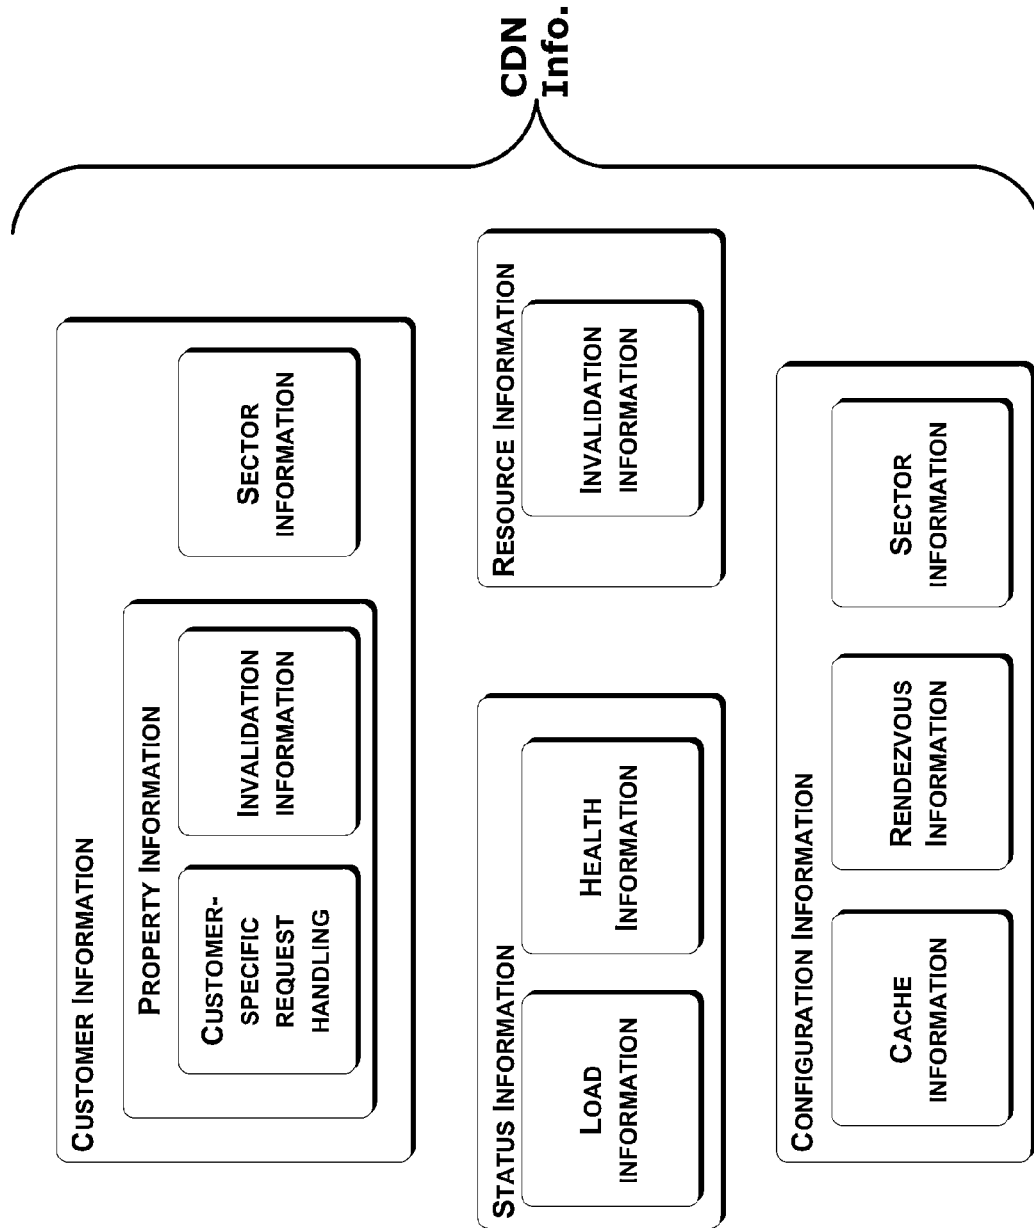 CDN
Info.
CUSTOMER INFORMATION
PROPERTY INFORMATION
CUSTOMER-
SPECIFIC
REQUEST
HANDLING
INVALIDATION
INFORMATION
SECTOR
INFORMATION
STATUS INFORMATION
LOAD
INFORMATION
HEALTH
INFORMATION
RESOURCE INFORMATION
INVALIDATION
INFORMATION
CONFIGURATION INFORMATION
CACHE
INFORMATION
RENDEZVOUS
INFORMATION
SECTOR
INFORMATION